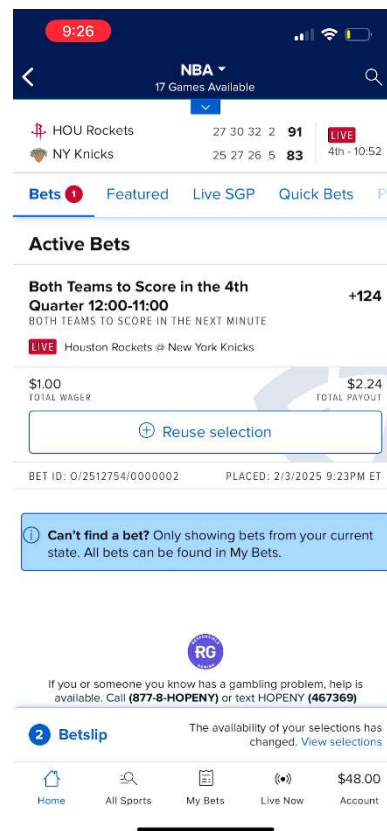 9:26
NBA
17 Games Available
HOU Rockets 27 30 32 2 91 LIVE
NY Knicks 25 27 26 5 83 4th - 10:52
Bets 1 Featured Live SGP Quick Bets P
Active Bets
Both Teams to Score in the 4th
Quarter 12:00-11:00 +124
BOTH TEAMS TO SCORE IN THE NEXT MINUTE
LIVE Houston Rockets @ New York Knicks
$1.00 $2.24
TOTAL WAGER TOTAL PAYOUT
Reuse selection
BET ID: O/2512754/0000002 PLACED: 2/3/2025 9:23PM ET
Can't find a bet? Only showing bets from your current
state. All bets can be found in My Bets.
RG
If you or someone you know has a gambling problem, help is
available. Call (877-8-HOPENY) or text HOPENY (467369)
2 Betslip The availability of your selections has
changed. View selections
$48.00
Home All Sports My Bets Live Now Account